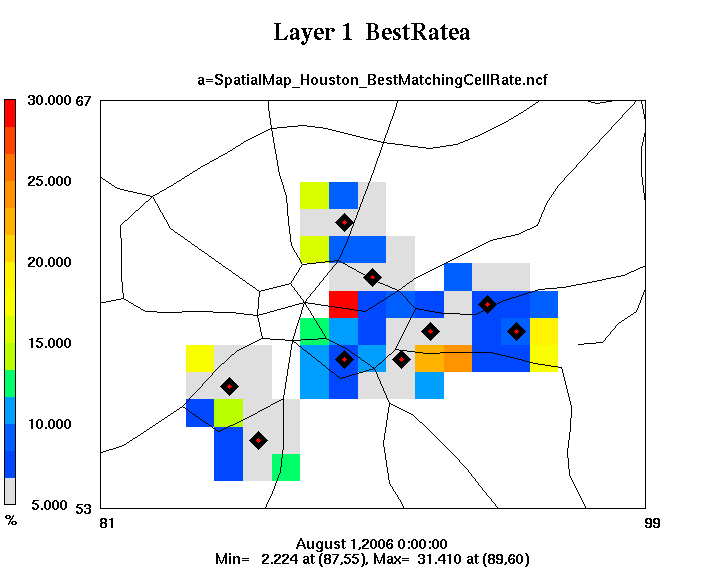 Layer 1 BestRatea
a=SpatialMap_Houston_BestMatchingCellRate.ncf
30.000
25.000
20.000
15.000
10.000
5.000
%
67
53
81
99
August 1,2006 0:00:00
Min= 2.224 at (87,55), Max= 31.410 at (89,60)